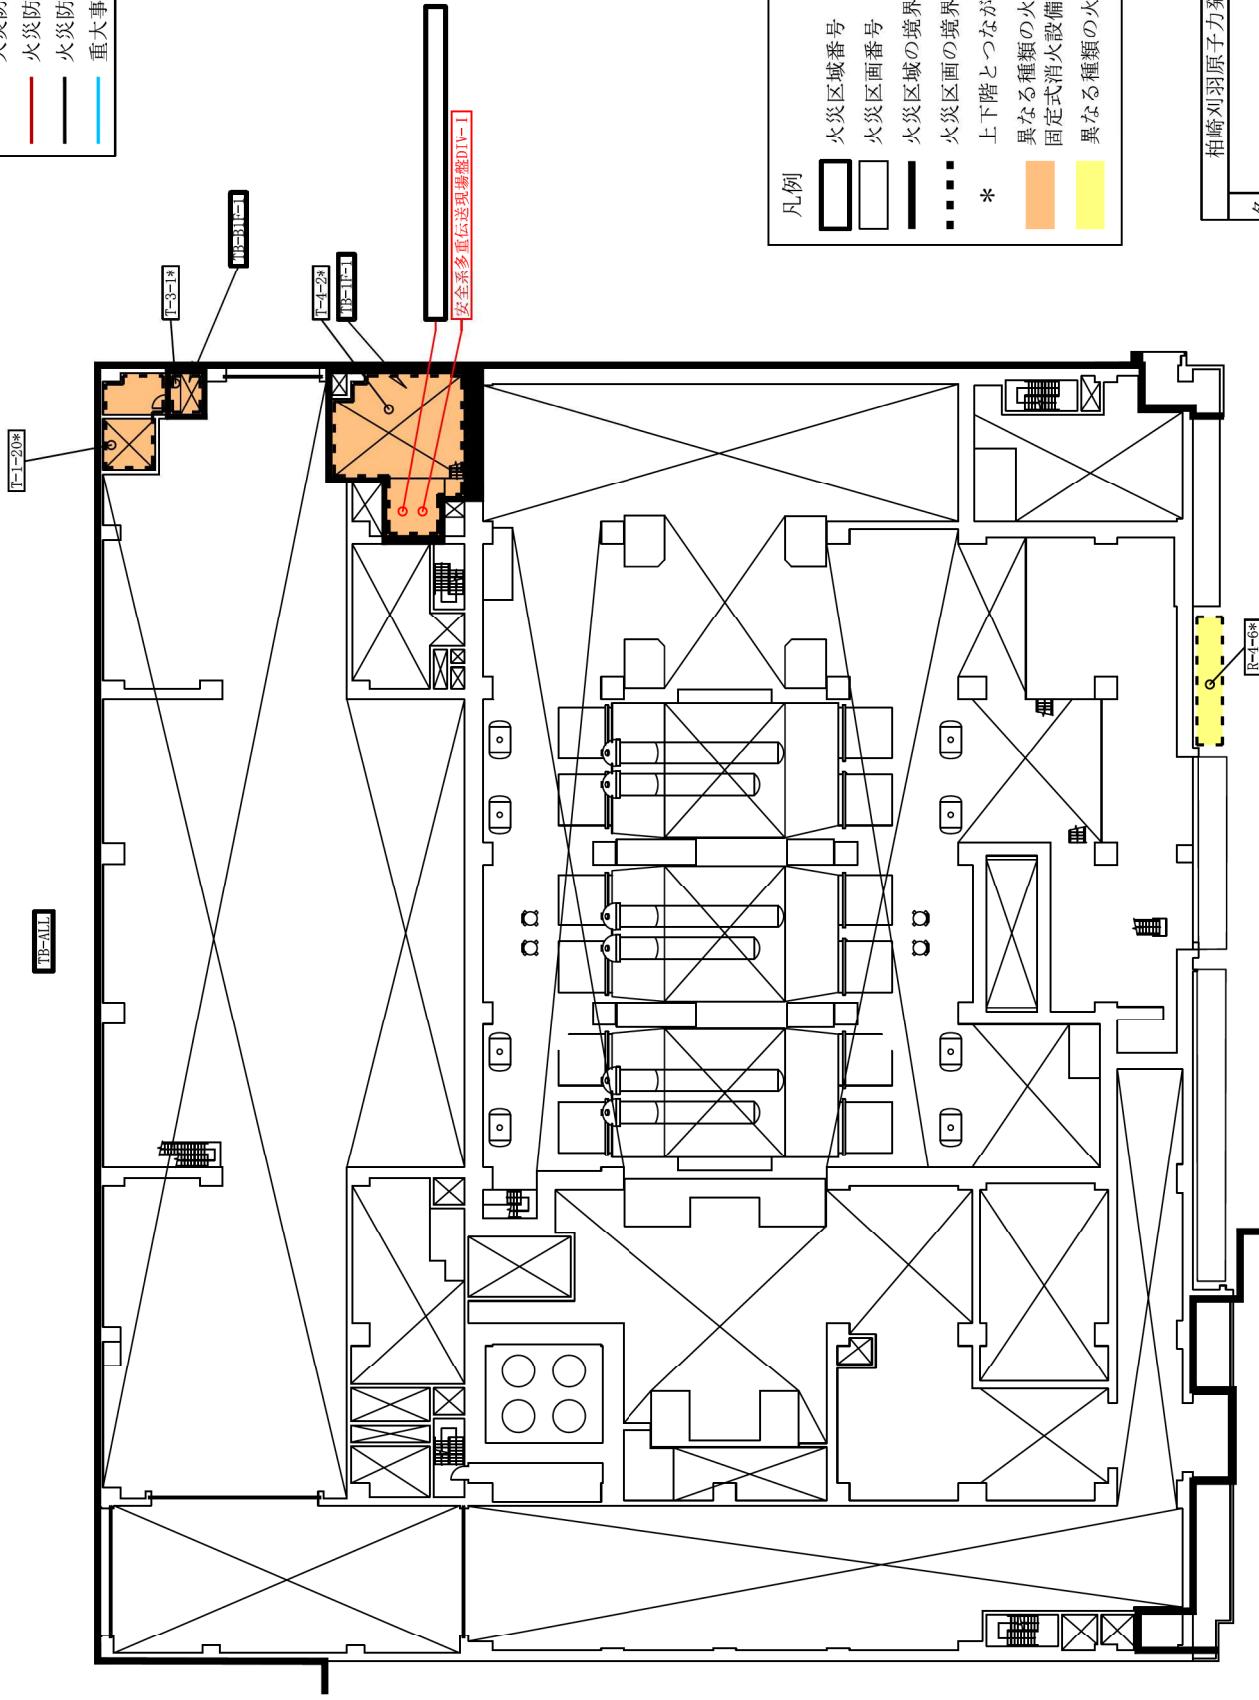 火災防
火災防
火災防
重大事
T-1-20*
T-3-1*
TB-B1F-1
T-4-2*
TB-1F-1
安全系多重伝送現場盤DIV-I
TB-ALL
R-4-6*
凡例
火災区域番号
火災区画番号
火災区域の境界
火災区画の境界
* 上下階とつなが
異なる種類の火
固定式消火設備
異なる種類の火
柏崎刈羽原子力発